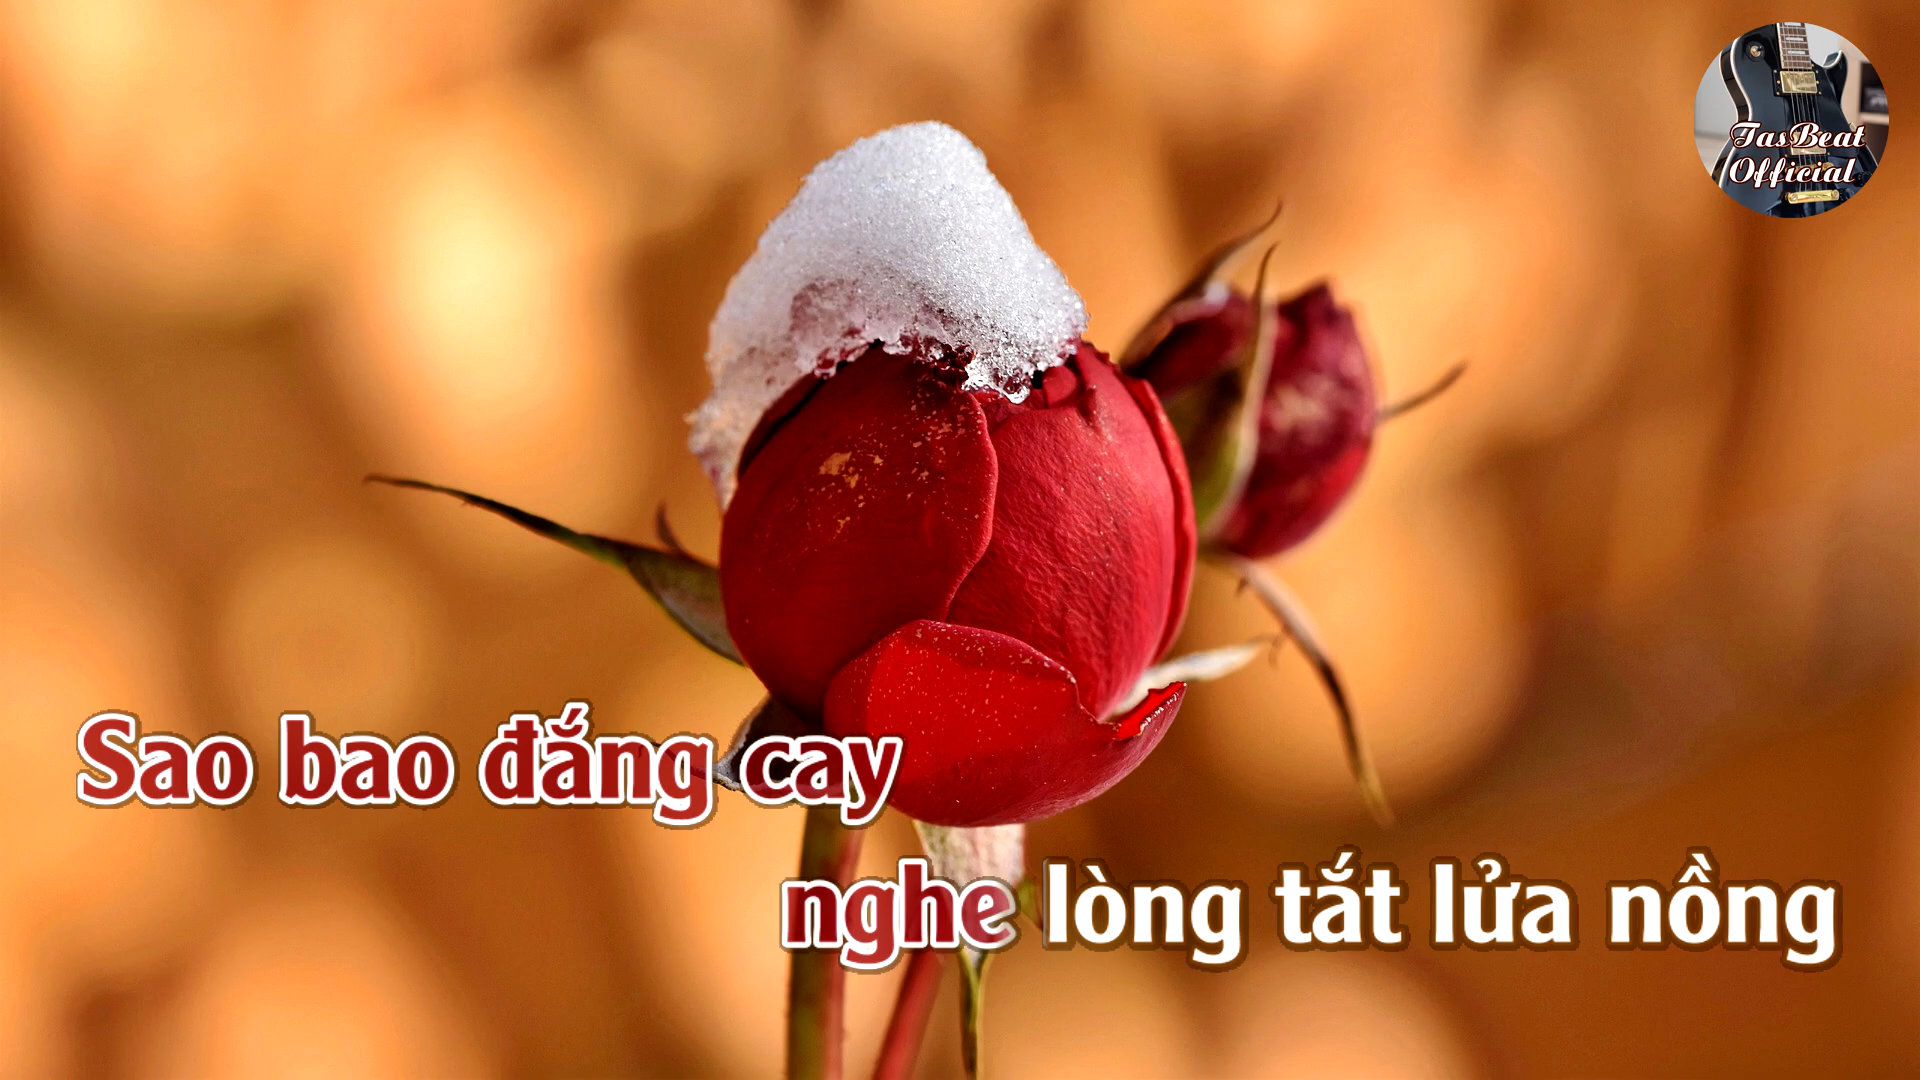 TasBeat
Official
Sao bao đắng cay
nghe lòng tắt lửa nồng